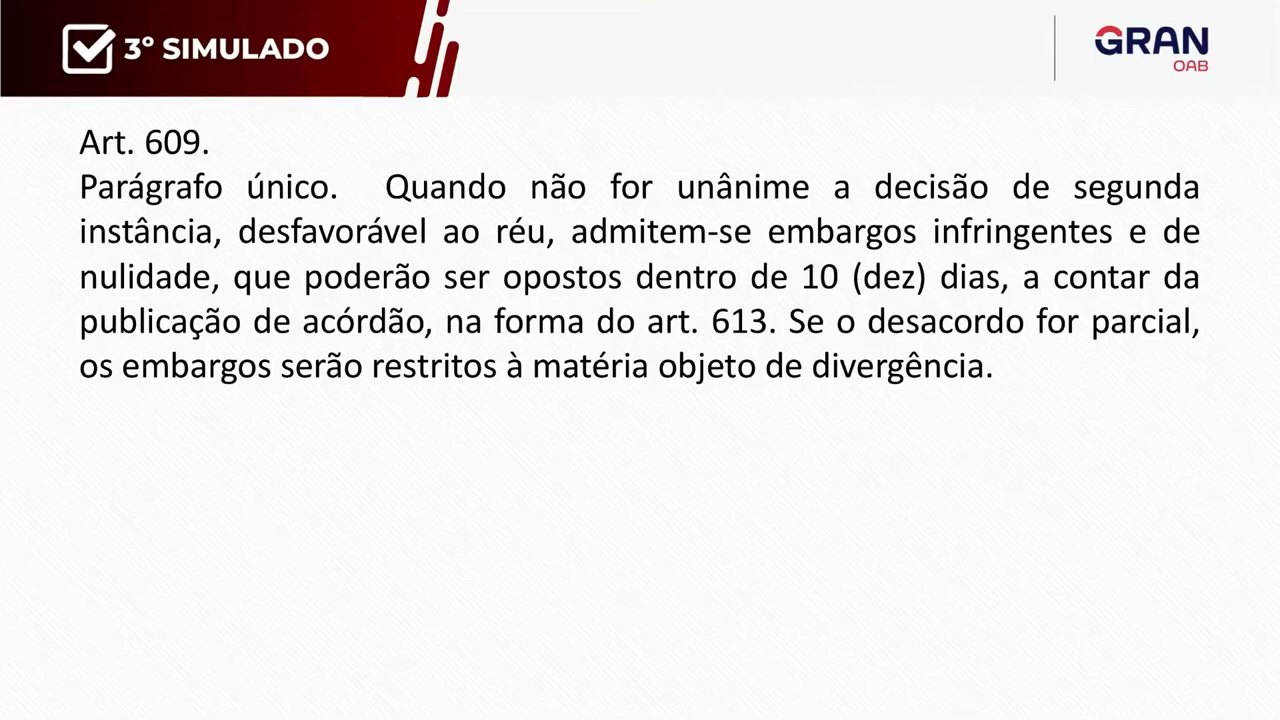 3º SIMULADO
GRAN
OAB
Art. 609.
Parágrafo único. Quando não for unânime a decisão de segunda
instância, desfavorável ao réu, admitem-se embargos infringentes e de
nulidade, que poderão ser opostos dentro de 10 (dez) dias, a contar da
publicação de acórdão, na forma do art. 613. Se o desacordo for parcial,
os embargos serão restritos à matéria objeto de divergência.